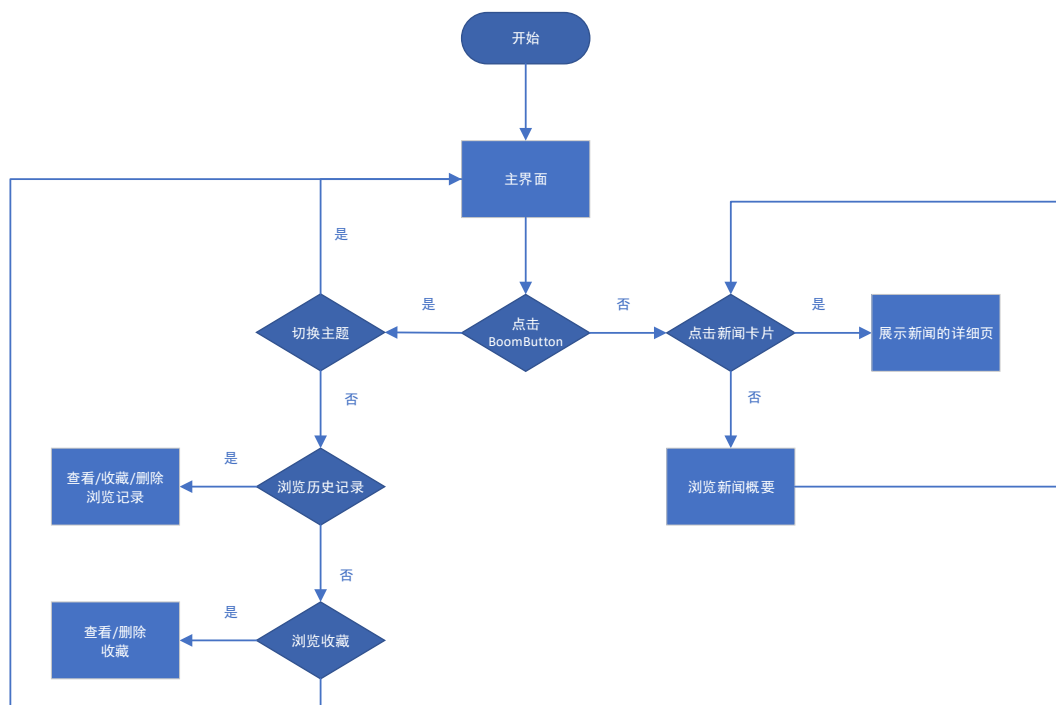 开始
主界面
是
切换主题
是
点击
BoomButton
否
点击新闻卡片
是
展示新闻的详细页
否
否
查看/收藏/删除
浏览记录
是
浏览历史记录
浏览新闻概要
否
查看/删除
收藏
是
浏览收藏